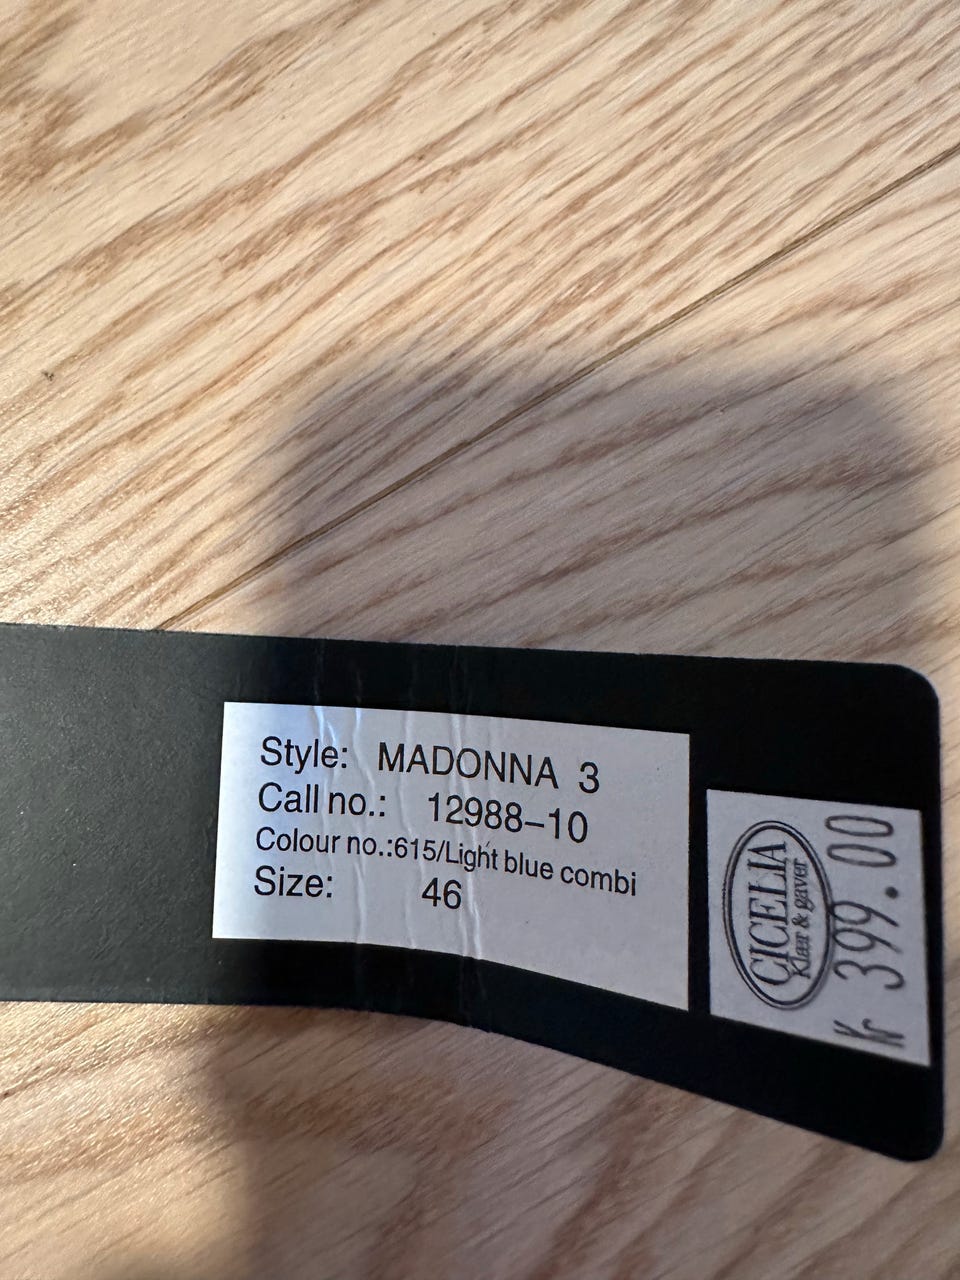 Style: MADONNA 3
Call no.: 12988-10
Colour no.:615/Light blue combi
Size: 46
CICELIA
Klær & gaver
Kr 399.00